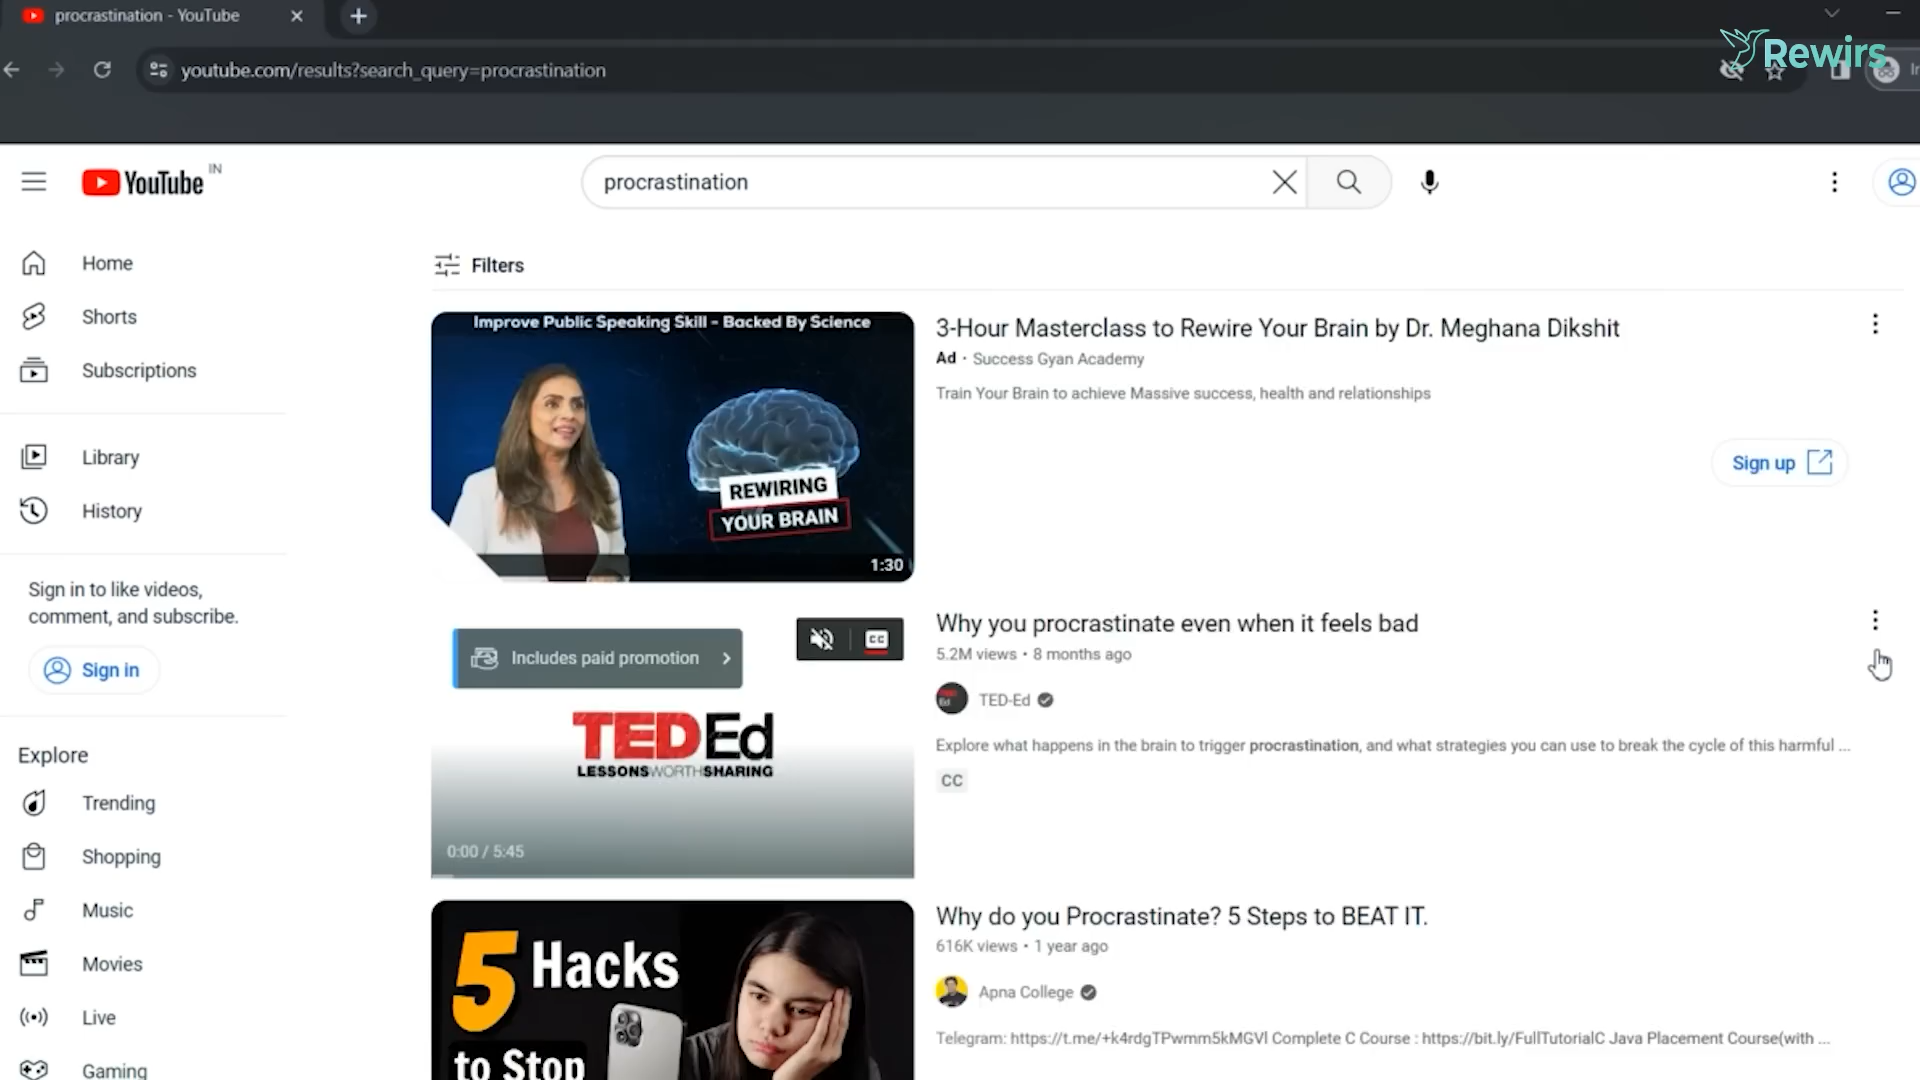 procrastination - YouTube
Rewirs
youtube.com/results?search_query=procrastination
YouTube IN
procrastination
Home
Shorts
Subscriptions
Library
History
Sign in to like videos,
comment, and subscribe.
Sign in
Explore
Trending
Shopping
Music
Movies
Live
Gaming
Filters
Improve Public Speaking Skill - Backed By Science
REWIRING
YOUR BRAIN
1:30
3-Hour Masterclass to Rewire Your Brain by Dr. Meghana Dikshit
Ad · Success Gyan Academy
Train Your Brain to achieve Massive success, health and relationships
Sign up
Includes paid promotion
CC
TEDEd
LESSONSWORTHSHARING
0:00 / 5:45
Why you procrastinate even when it feels bad
5.2M views • 8 months ago
TED-Ed
Explore what happens in the brain to trigger procrastination, and what strategies you can use to break the cycle of this harmful ...
CC
5 Hacks
to Stop
Why do you Procrastinate? 5 Steps to BEAT IT.
616K views • 1 year ago
Apna College
Telegram: https://t.me/+k4rdgTPwmm5kMGVl Complete C Course : https://bit.ly/FullTutorialC Java Placement Course(with ...